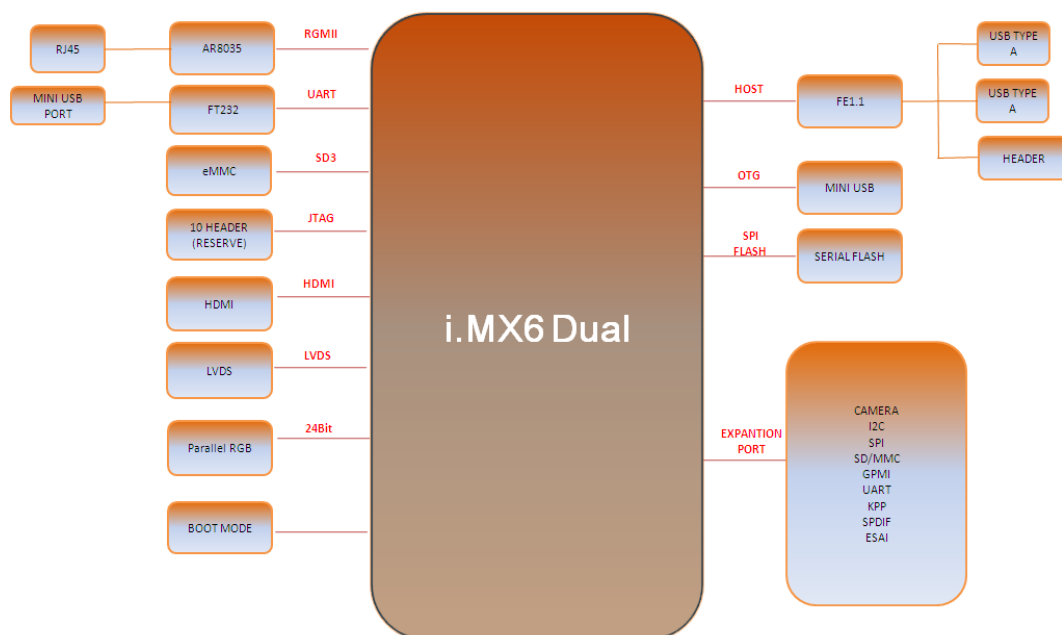 RJ45
AR8035
RGMII
MINI USB
PORT
FT232
UART
eMMC
SD3
10 HEADER
(RESERVE)
JTAG
HDMI
HDMI
LVDS
LVDS
Parallel RGB
24Bit
BOOT MODE
i.MX6 Dual
HOST
FE1.1
USB TYPE
A
USB TYPE
A
HEADER
OTG
MINI USB
SPI
FLASH
SERIAL FLASH
EXPANTION
PORT
CAMERA
I2C
SPI
SD/MMC
GPMI
UART
KPP
SPDIF
ESAI